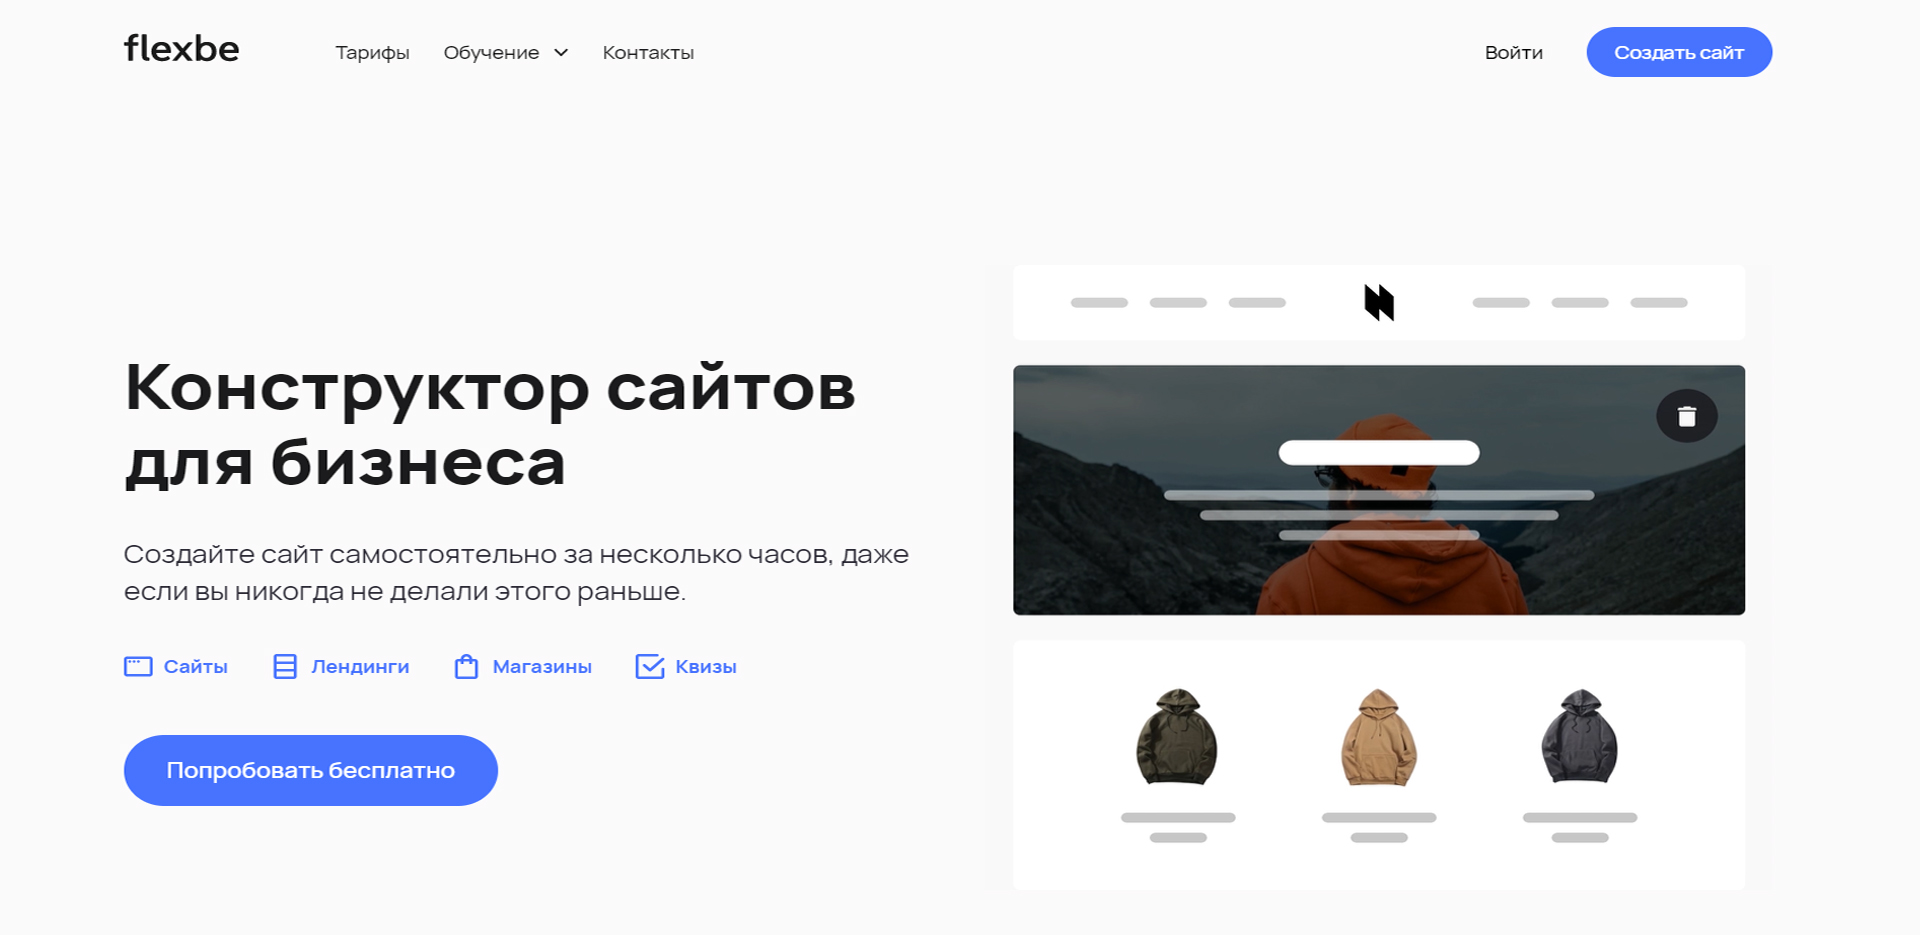 flexbe
Тарифы
Обучение
Контакты
Войти
Создать сайт
Конструктор сайтов
для бизнеса
Создайте сайт самостоятельно за несколько часов, даже
если вы никогда не делали этого раньше.
Сайты
Лендинги
Магазины
Квизы
Попробовать бесплатно